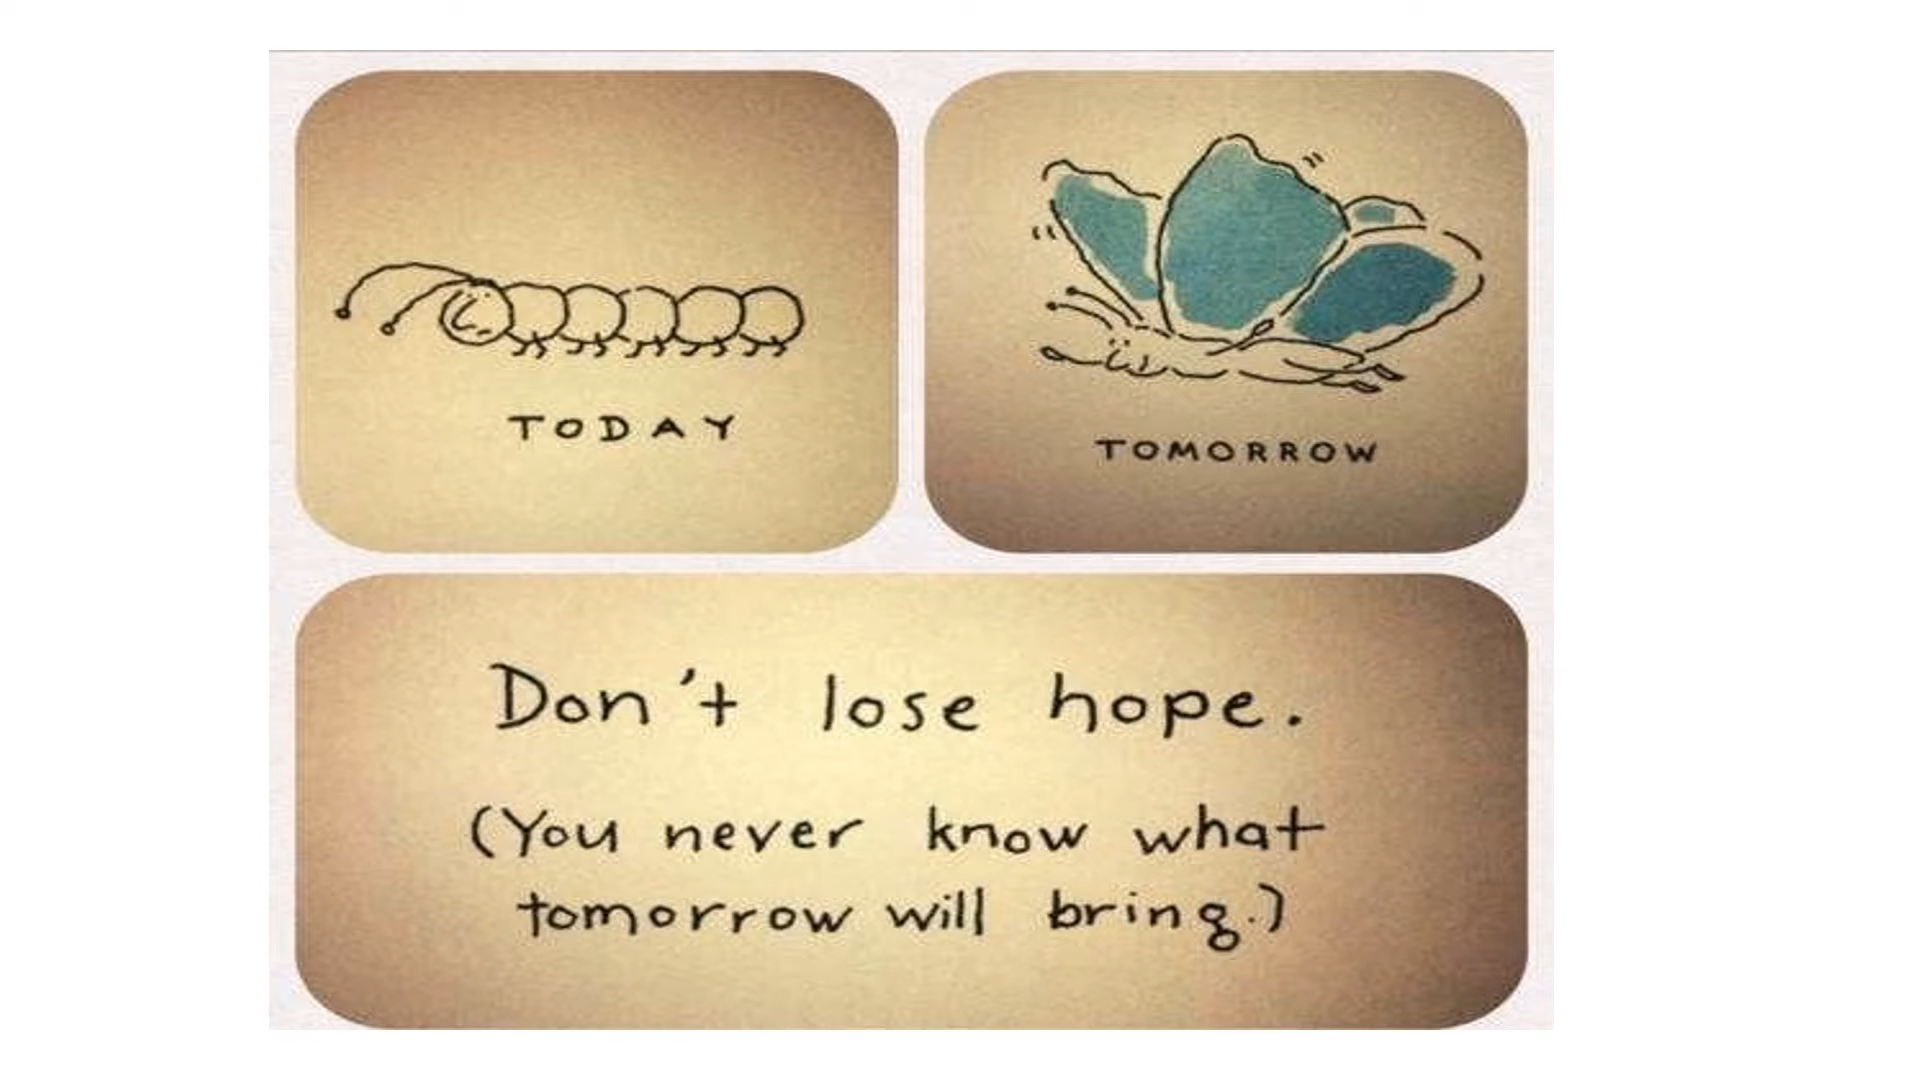 TODAY
TOMORROW
Don't lose hope.
(You never know what
tomorrow will bring.)